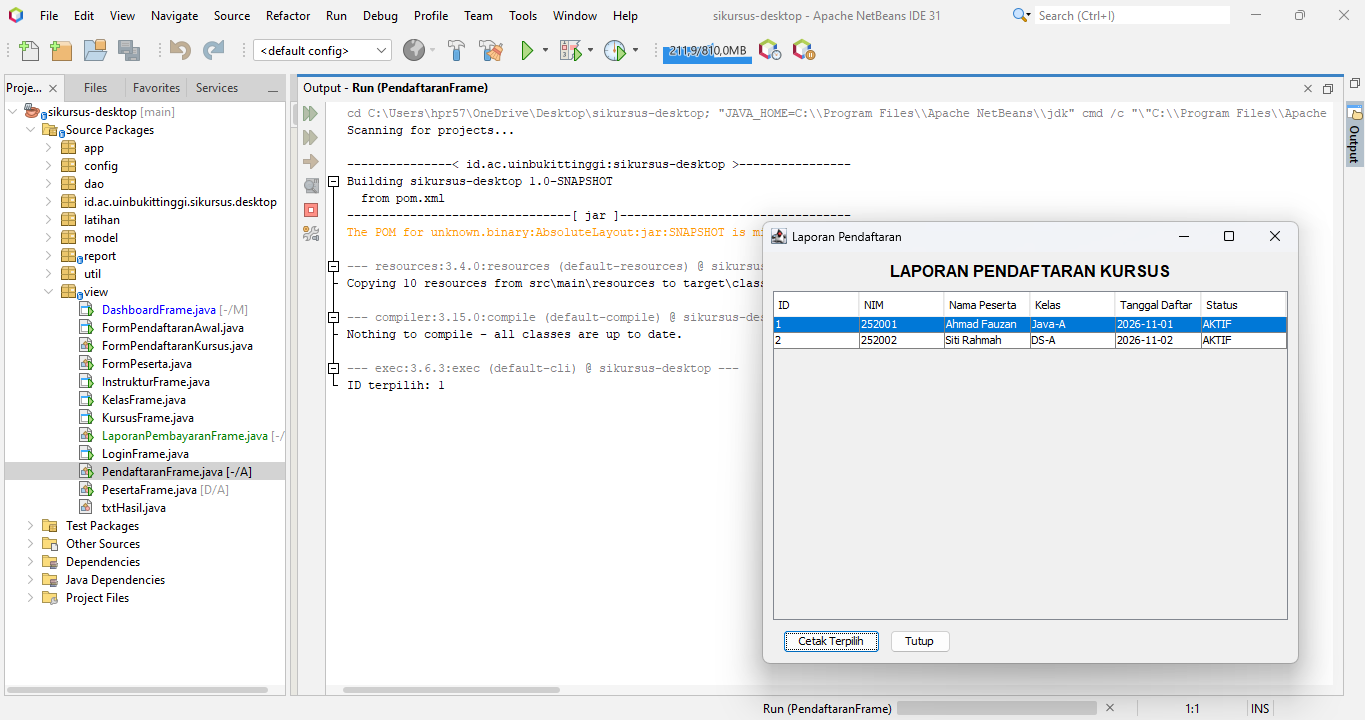 File Edit View Navigate Source Refactor Run Debug Profile Team Tools Window Help
sikursus-desktop - Apache NetBeans IDE 31
Search (Ctrl+I)
<default config>
211,9/810,0MB
Proje...
Files
Favorites
Services
sikursus-desktop [main]
Source Packages
app
config
dao
id.ac.uinbukittinggi.sikursus.desktop
latihan
model
report
util
view
DashboardFrame.java [-/M]
FormPendaftaranAwal.java
FormPendaftaranKursus.java
FormPeserta.java
InstrukturFrame.java
KelasFrame.java
KursusFrame.java
LaporanPembayaranFrame.java [-/
LoginFrame.java
PendaftaranFrame.java [-/A]
PesertaFrame.java [D/A]
txtHasil.java
Test Packages
Other Sources
Dependencies
Java Dependencies
Project Files
Output - Run (PendaftaranFrame)
cd C:\Users\hpr57\OneDrive\Desktop\sikursus-desktop; "JAVA_HOME=C:\\Program Files\\Apache NetBeans\\jdk" cmd /c "\"C:\\Program Files\\Apache
Scanning for projects...
---------------< id.ac.uinbukittinggi:sikursus-desktop >----------------
Building sikursus-desktop 1.0-SNAPSHOT
from pom.xml
--------------------------------[ jar ]---------------------------------
The POM for unknown.binary:AbsoluteLayout:jar:SNAPSHOT is mi
--- resources:3.4.0:resources (default-resources) @ sikursus
Copying 10 resources from src\main\resources to target\class
--- compiler:3.15.0:compile (default-compile) @ sikursus-des
Nothing to compile - all classes are up to date.
--- exec:3.6.3:exec (default-cli) @ sikursus-desktop ---
ID terpilih: 1
Output
Laporan Pendaftaran
LAPORAN PENDAFTARAN KURSUS
ID NIM Nama Peserta Kelas Tanggal Daftar Status
1 252001 Ahmad Fauzan Java-A 2026-11-01 AKTIF
2 252002 Siti Rahmah DS-A 2026-11-02 AKTIF
Cetak Terpilih
Tutup
Run (PendaftaranFrame)
1:1
INS